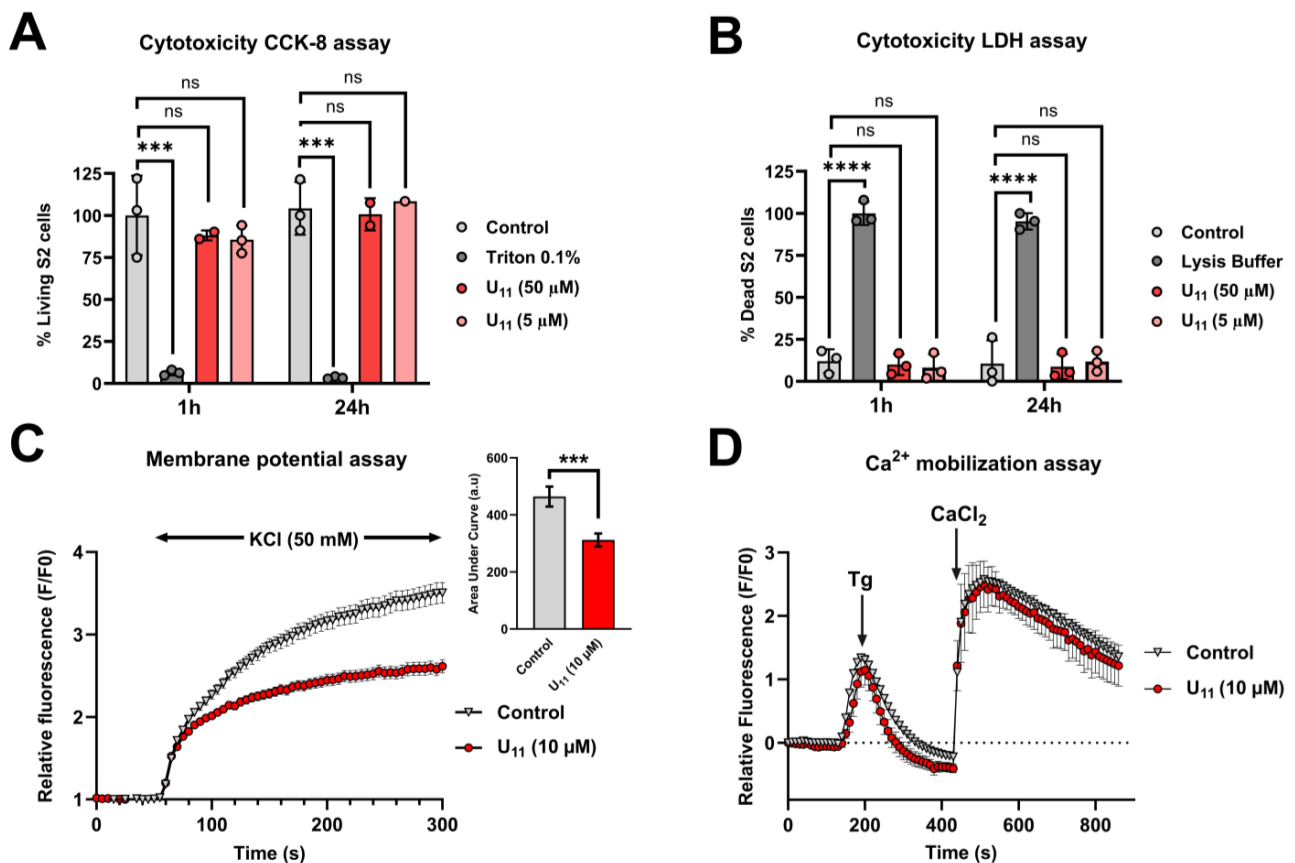 A
Cytotoxicity CCK-8 assay
ns
ns
ns
ns
***
***
% Living S2 cells
125
100
75
50
25
0
1h
24h
Control
Triton 0.1%
U₁₁ (50 μM)
U₁₁ (5 μM)
B
Cytotoxicity LDH assay
ns
ns
ns
ns
****
****
% Dead S2 cells
125
100
75
50
25
0
1h
24h
Control
Lysis Buffer
U₁₁ (50 μM)
U₁₁ (5 μM)
C
Membrane potential assay
KCl (50 mM)
Relative fluorescence (F/F0)
4
3
2
1
0
100
200
300
Time (s)
Area Under Curve (a.u)
600
400
200
0
***
Control
U₁₁ (10 μM)
Control
U₁₁ (10 μM)
D
Ca²⁺ mobilization assay
CaCl₂
Tg
Relative Fluorescence (F/F0)
3
2
1
0
0
200
400
600
800
Time (s)
Control
U₁₁ (10 μM)